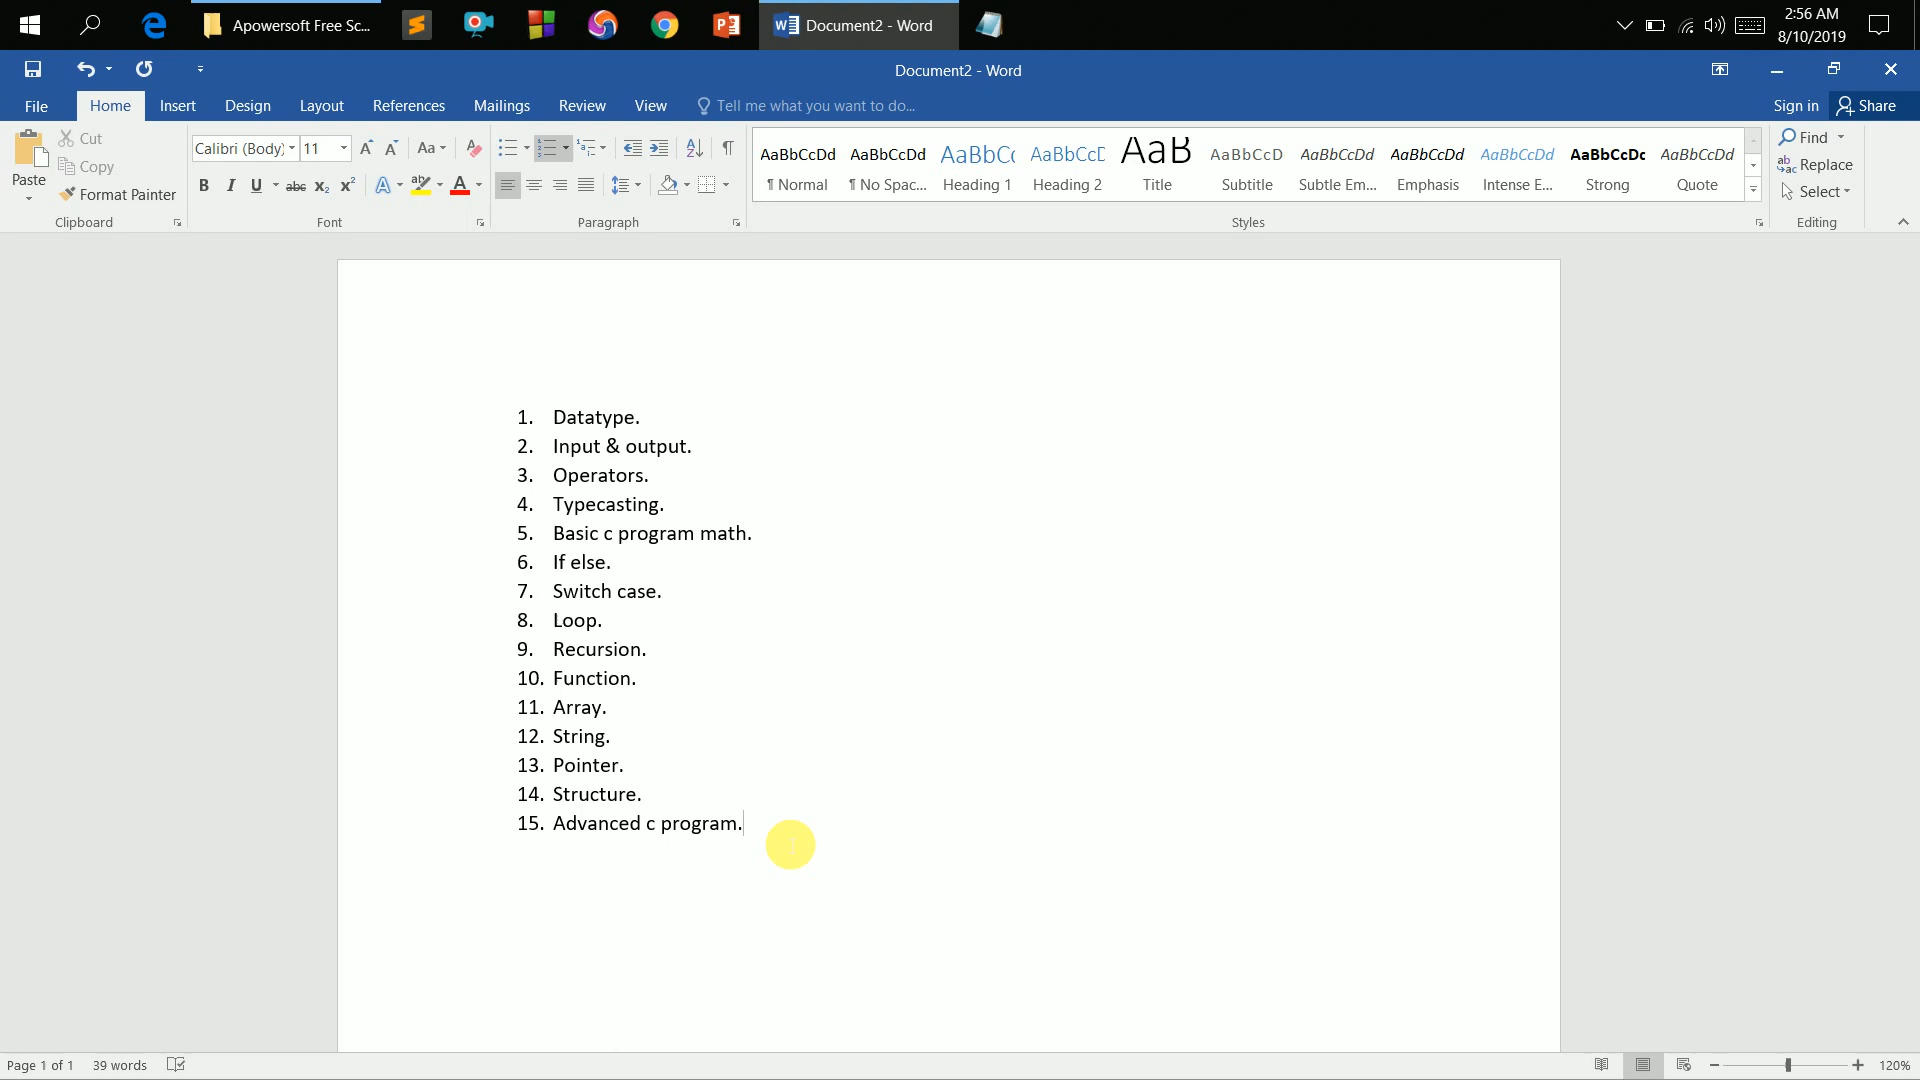 Apowersoft Free Sc...
Document2 - Word
2:56 AM
8/10/2019
Document2 - Word
File Home Insert Design Layout References Mailings Review View Tell me what you want to do... Sign in Share
Paste
Cut
Copy
Format Painter
Clipboard
Calibri (Body) 11
Font
Paragraph
AaBbCcDd AaBbCcDd AaBbCc AaBbCcC AaB AaBbCcD AaBbCcDd AaBbCcDd AaBbCcDd AaBbCcDc AaBbCcDd
¶ Normal ¶ No Spac... Heading 1 Heading 2 Title Subtitle Subtle Em... Emphasis Intense E... Strong Quote
Styles
Find
Replace
Select
Editing
1. Datatype.
2. Input & output.
3. Operators.
4. Typecasting.
5. Basic c program math.
6. If else.
7. Switch case.
8. Loop.
9. Recursion.
10. Function.
11. Array.
12. String.
13. Pointer.
14. Structure.
15. Advanced c program.
Page 1 of 1 39 words 120%